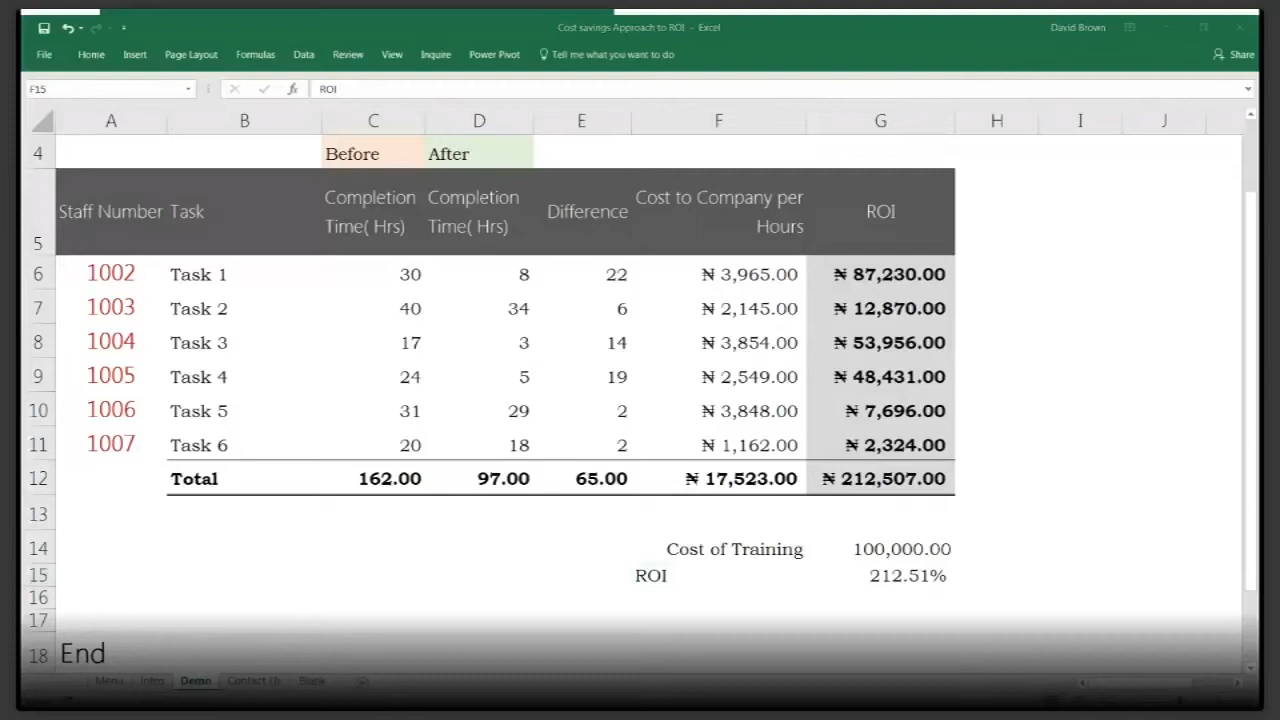 Cost savings Approach to ROI - Excel
David Brown
File Home Insert Page Layout Formulas Data Review View Inquire Power Pivot Tell me what you want to do Share
F15 fx ROI
A B C D E F G H I J
4 Before After
5 Staff Number Task Completion Time( Hrs) Completion Time( Hrs) Difference Cost to Company per Hours ROI
6 1002 Task 1 30 8 22 ₦ 3,965.00 ₦ 87,230.00
7 1003 Task 2 40 34 6 ₦ 2,145.00 ₦ 12,870.00
8 1004 Task 3 17 3 14 ₦ 3,854.00 ₦ 53,956.00
9 1005 Task 4 24 5 19 ₦ 2,549.00 ₦ 48,431.00
10 1006 Task 5 31 29 2 ₦ 3,848.00 ₦ 7,696.00
11 1007 Task 6 20 18 2 ₦ 1,162.00 ₦ 2,324.00
12 Total 162.00 97.00 65.00 ₦ 17,523.00 ₦ 212,507.00
13
14 Cost of Training 100,000.00
15 ROI 212.51%
16
17
18 End
Menu Intro Demo Contact Us Blank